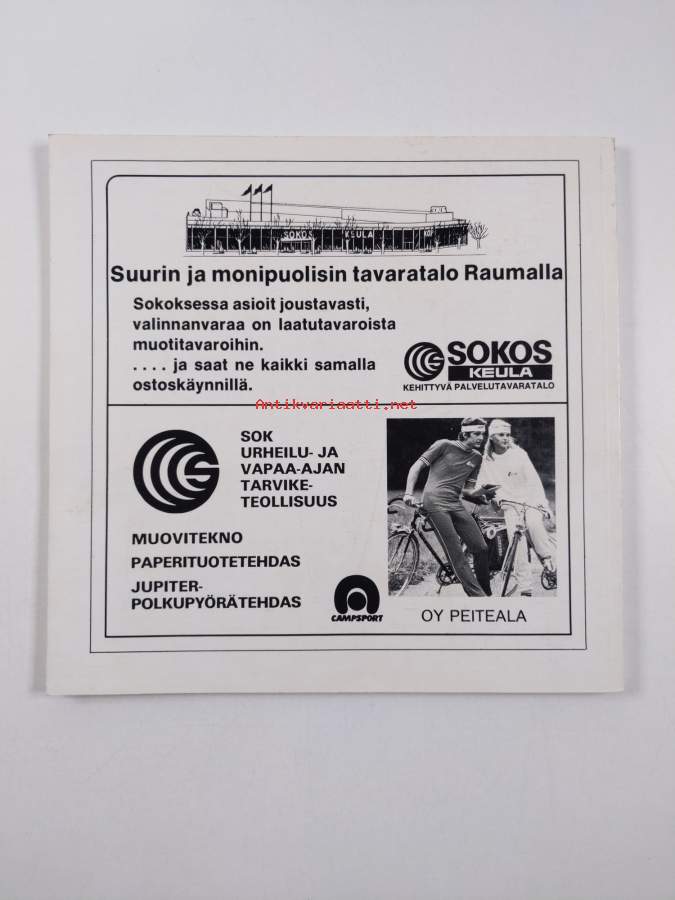 SOKOS KEULA KOP
Suurin ja monipuolisin tavaratalo Raumalla
Sokoksessa asioit joustavasti,
valinnanvaraa on laatutavaroista
muotitavaroihin.
. . . . ja saat ne kaikki samalla
ostoskäynnillä.
SOKOS
KEULA
KEHITTYVÄ PALVELUTAVARATALO
Antikvariaatti.net
SOK
URHEILU- JA
VAPAA-AJAN
TARVIKE-
TEOLLISUUS
MUOVITEKNO
PAPERITUOTETEHDAS
JUPITER-
POLKUPYÖRÄTEHDAS
CAMPSPORT
OY PEITEALA